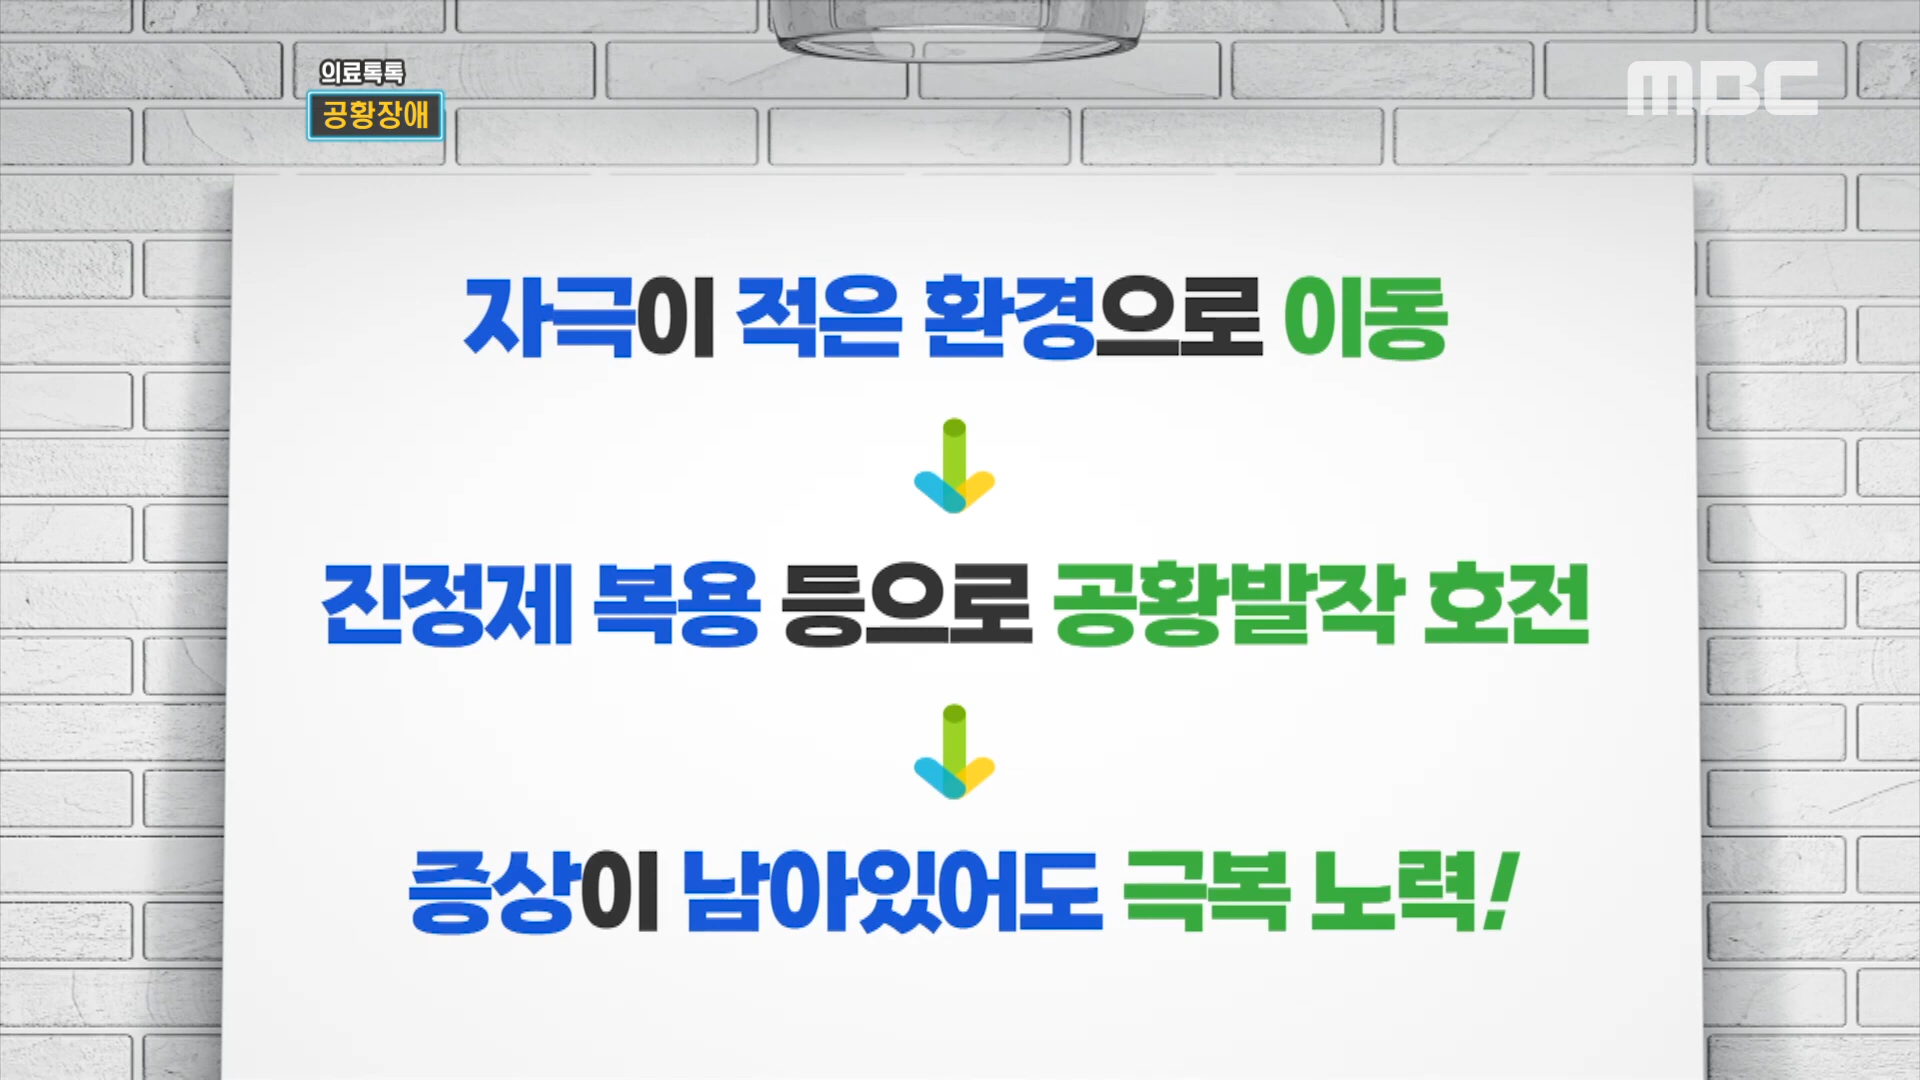 의료톡톡
공황장애
MBC
자극이 적은 환경으로 이동
진정제 복용 등으로 공황발작 호전
증상이 남아있어도 극복 노력!